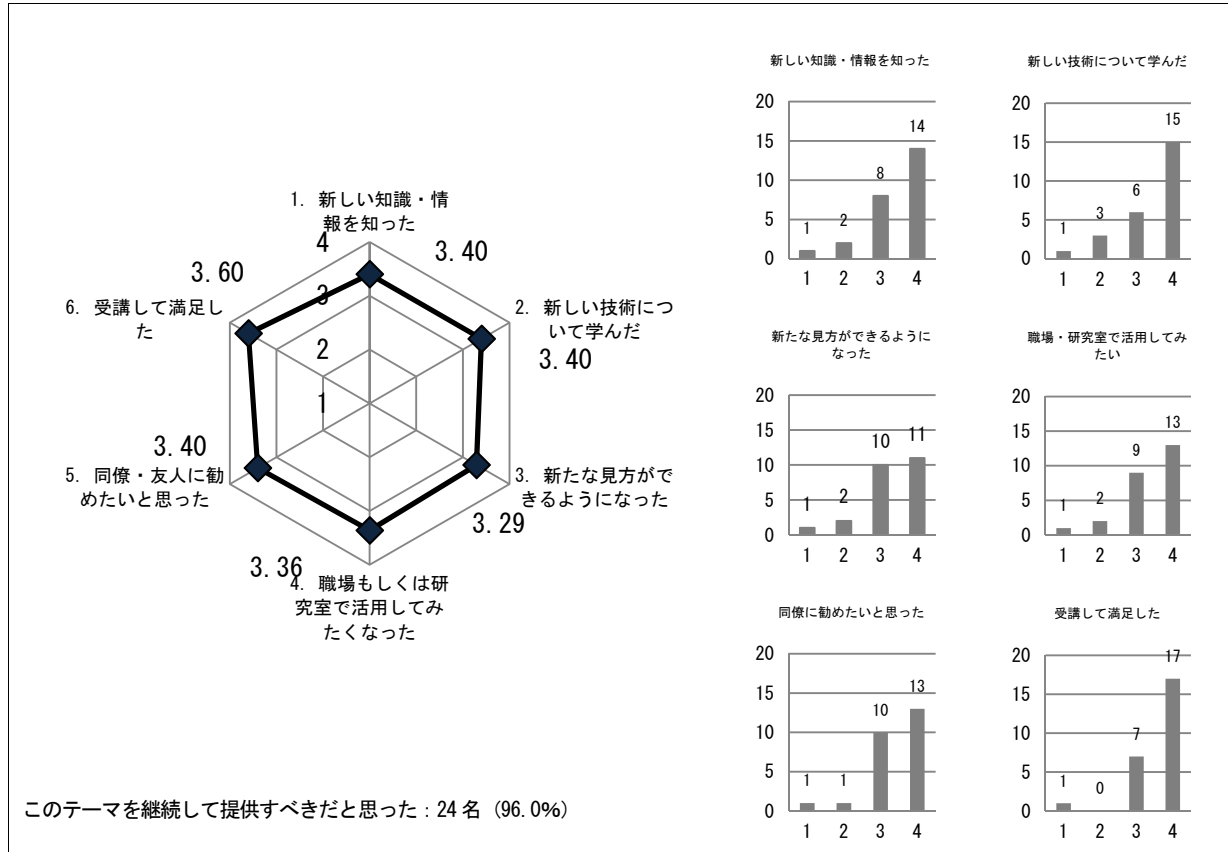 1. 新しい知識・情
報を知った
4
3.40
3.60
6. 受講して満足し
た
3
2. 新しい技術につ
いて学んだ
3.40
2
1
3.40
5. 同僚・友人に勧
めたいと思った
3. 新たな見方がで
きるようになった
3.29
3.36
4. 職場もしくは研
究室で活用してみ
たくなった
このテーマを継続して提供すべきだと思った：24名（96.0%）
新しい知識・情報を知った
20
15
10
5
0
1
2
8
14
1 2 3 4
新しい技術について学んだ
20
15
10
5
0
1
3
6
15
1 2 3 4
新たな見方ができるように
なった
20
15
10
5
0
1
2
10
11
1 2 3 4
職場・研究室で活用してみ
たい
20
15
10
5
0
1
2
9
13
1 2 3 4
同僚に勧めたいと思った
20
15
10
5
0
1
1
10
13
1 2 3 4
受講して満足した
20
15
10
5
0
1
0
7
17
1 2 3 4